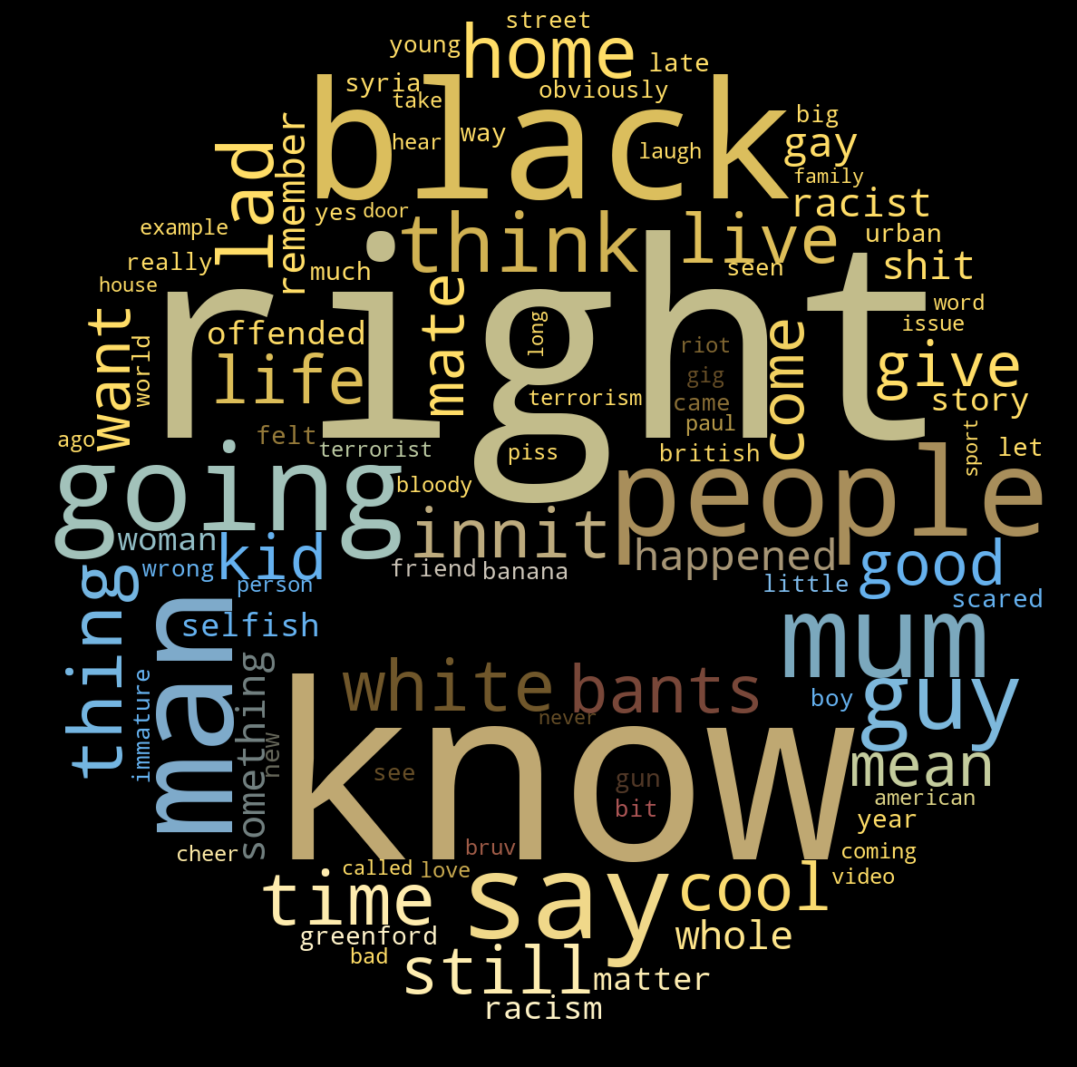 street
young
home
late
syria
take
obviously
black
big
hear
way
laugh
gay
family
lad
remember
yes
door
racist
example
think
live
urban
really
much
seen
shit
house
right
word
offended
mate
long
come
issue
want
world
life
riot
give
gig
terrorism
came
story
paul
ago
felt
terrorist
piss
british
sport
let
going
bloody
people
woman
innit
happened
good
kid
wrong
friend
banana
person
little
scared
thing
man
selfish
mum
something
white
bants
boy
guy
immature
new
never
know
see
gun
mean
bit
american
year
cheer
bruv
coming
called
love
video
time
say
cool
greenford
whole
bad
still
matter
racism